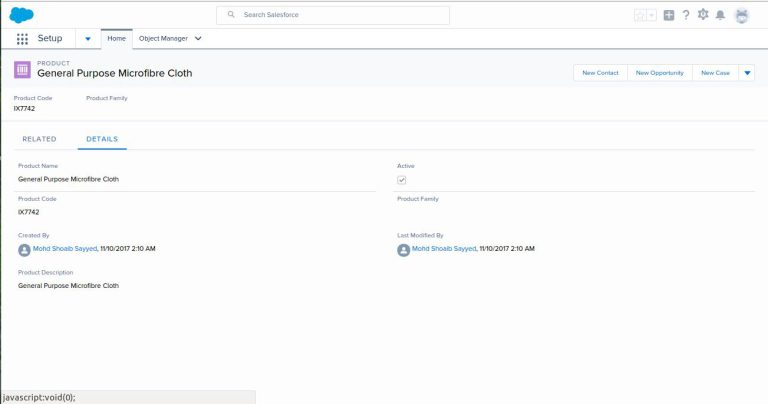 Search Salesforce
Setup Home Object Manager
PRODUCT
General Purpose Microfibre Cloth
New Contact New Opportunity New Case
Product Code Product Family
IX7742
RELATED DETAILS
Product Name Active
General Purpose Microfibre Cloth
Product Code Product Family
IX7742
Created By Last Modified By
Mohd Shoaib Sayyed, 11/10/2017 2:10 AM Mohd Shoaib Sayyed, 11/10/2017 2:10 AM
Product Description
General Purpose Microfibre Cloth
javascript:void(0);